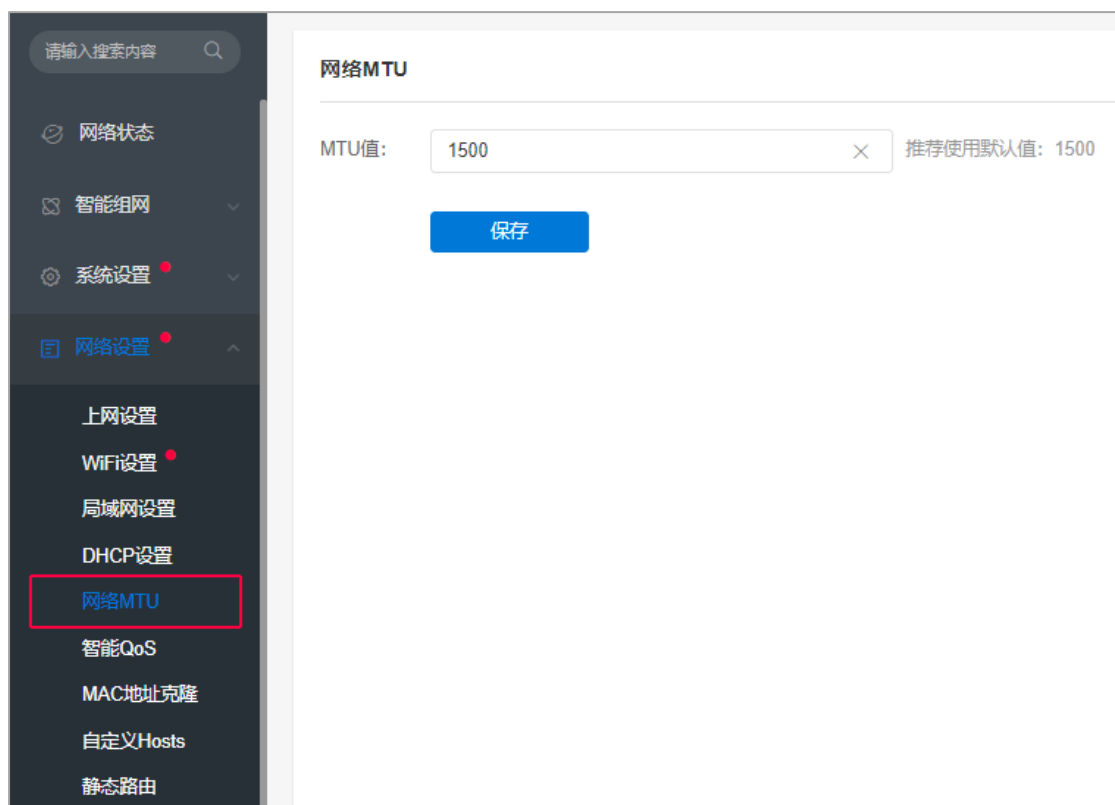 请输入搜索内容
网络状态
智能组网
系统设置
网络设置
上网设置
WiFi设置
局域网设置
DHCP设置
网络MTU
智能QoS
MAC地址克隆
自定义Hosts
静态路由
网络MTU
MTU值: 1500 推荐使用默认值: 1500
保存